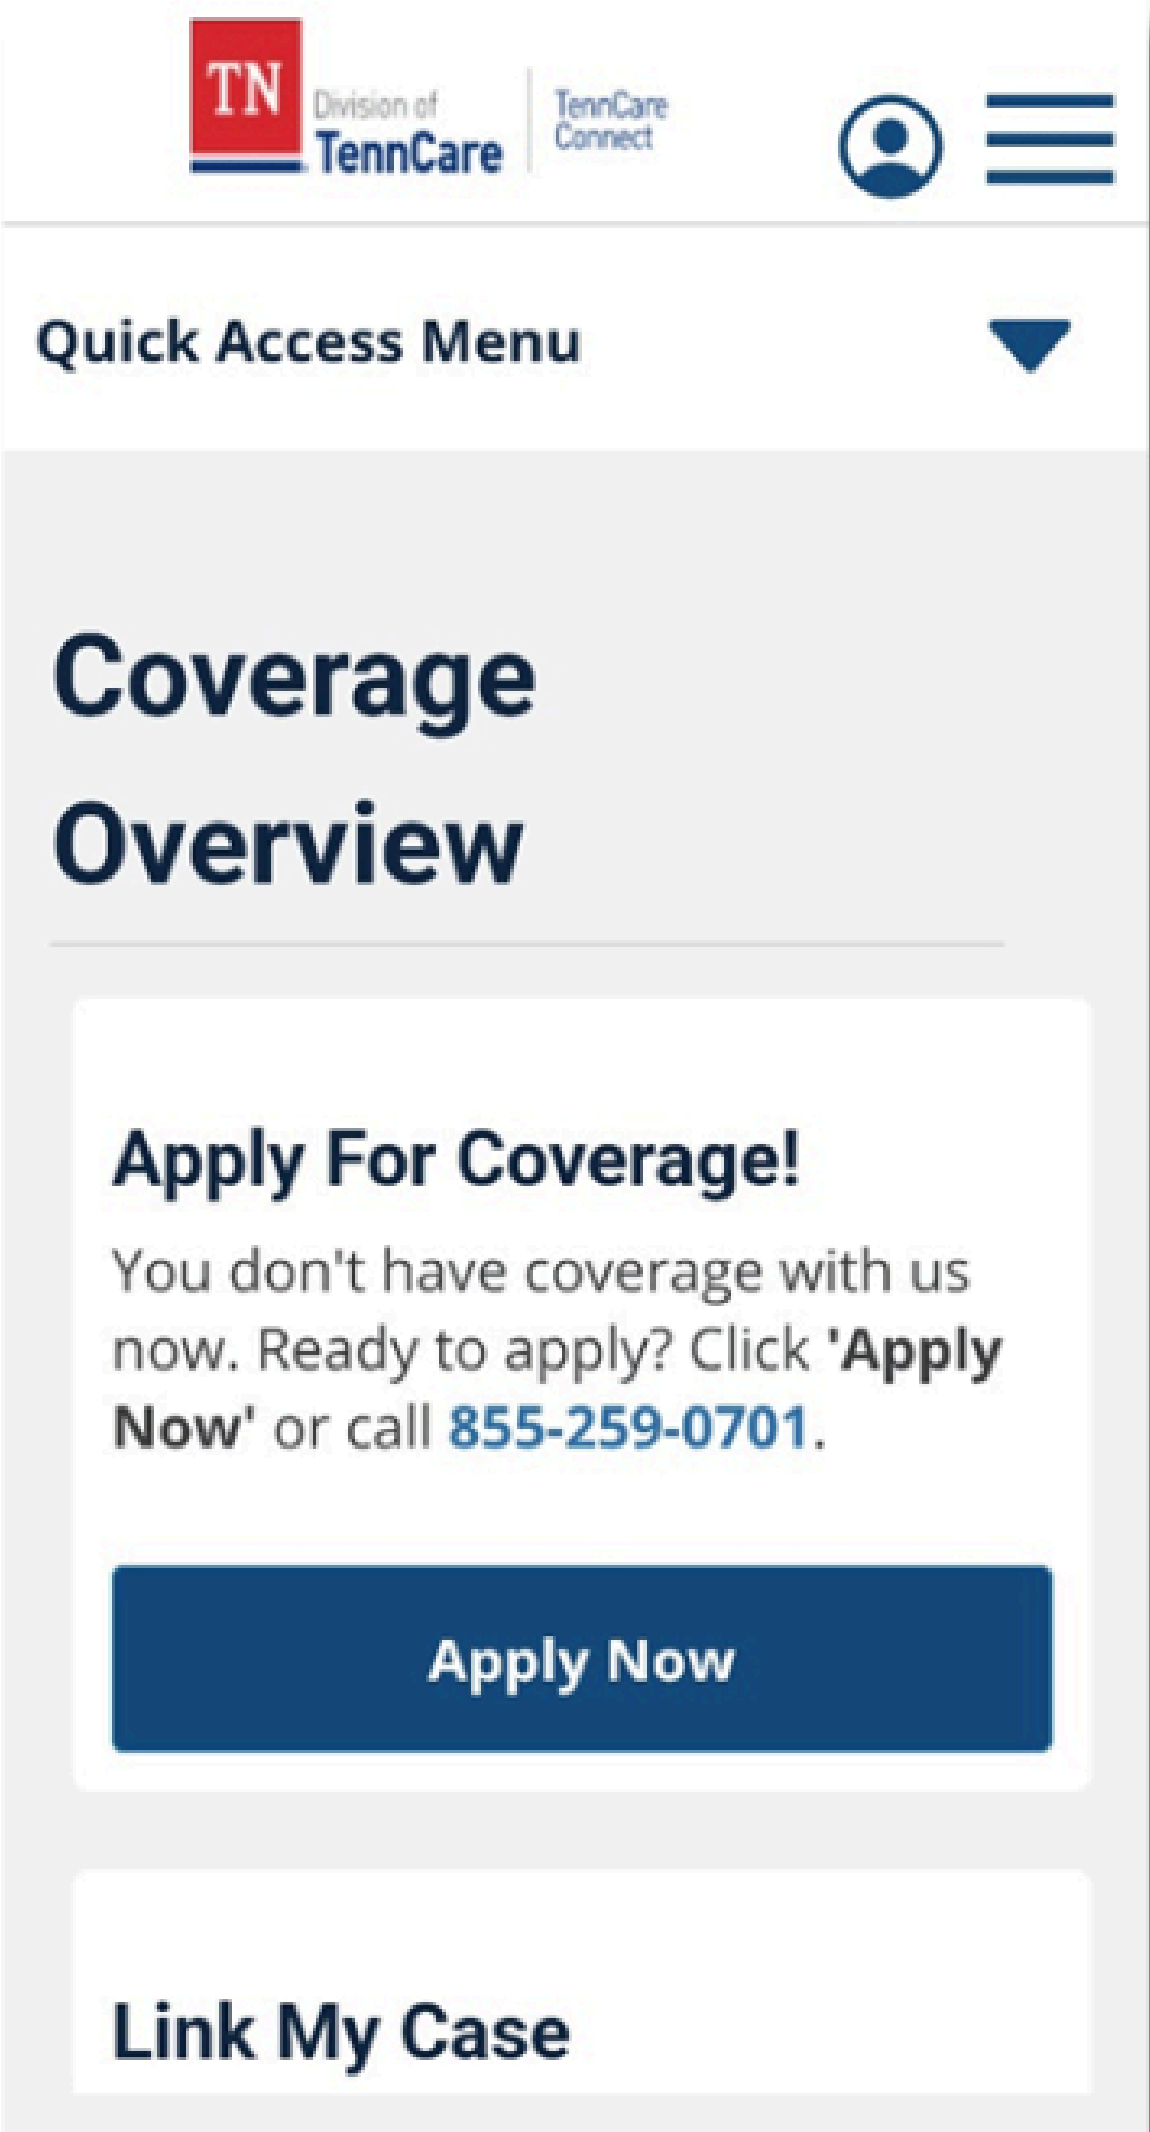 TN
Division of
TennCare
TennCare
Connect
Quick Access Menu
Coverage
Overview
Apply For Coverage!
You don't have coverage with us
now. Ready to apply? Click 'Apply
Now' or call 855-259-0701.
Apply Now
Link My Case